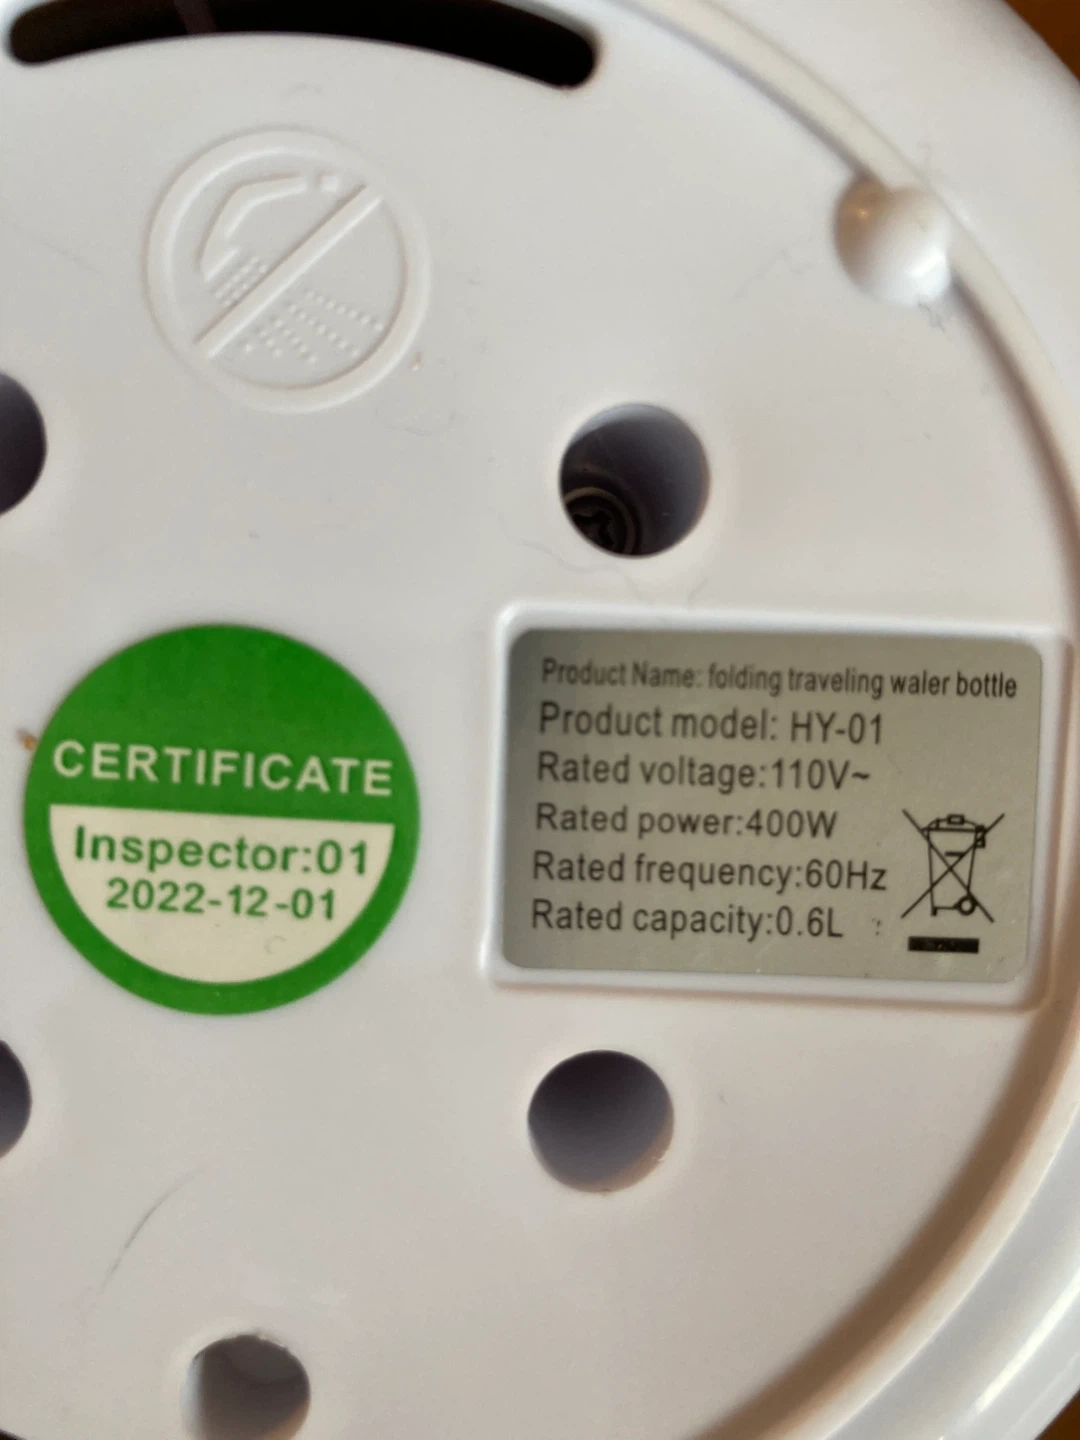 CERTIFICATE
Inspector:01
2022-12-01
Product Name: folding traveling waler bottle
Product model: HY-01
Rated voltage:110V~
Rated power:400W
Rated frequency:60Hz
Rated capacity:0.6L